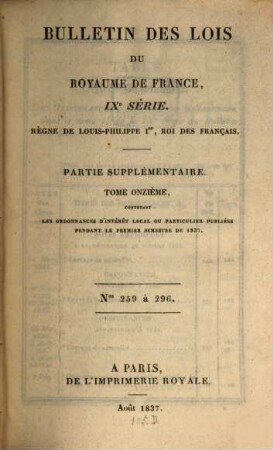 BULLETIN DES LOIS
DU
ROYAUME DE FRANCE,
IXe SÉRIE.
RÈGNE DE LOUIS-PHILIPPE Ier, ROI DES FRANÇAIS.
PARTIE SUPPLÉMENTAIRE.
TOME ONZIÈME,
CONTENANT
LES ORDONNANCES D'INTÉRÊT LOCAL OU PARTICULIER PUBLIÉES
PENDANT LE PREMIER SEMESTRE DE 1837.
Nos 259 à 296.
A PARIS,
DE L'IMPRIMERIE ROYALE.
Août 1837.